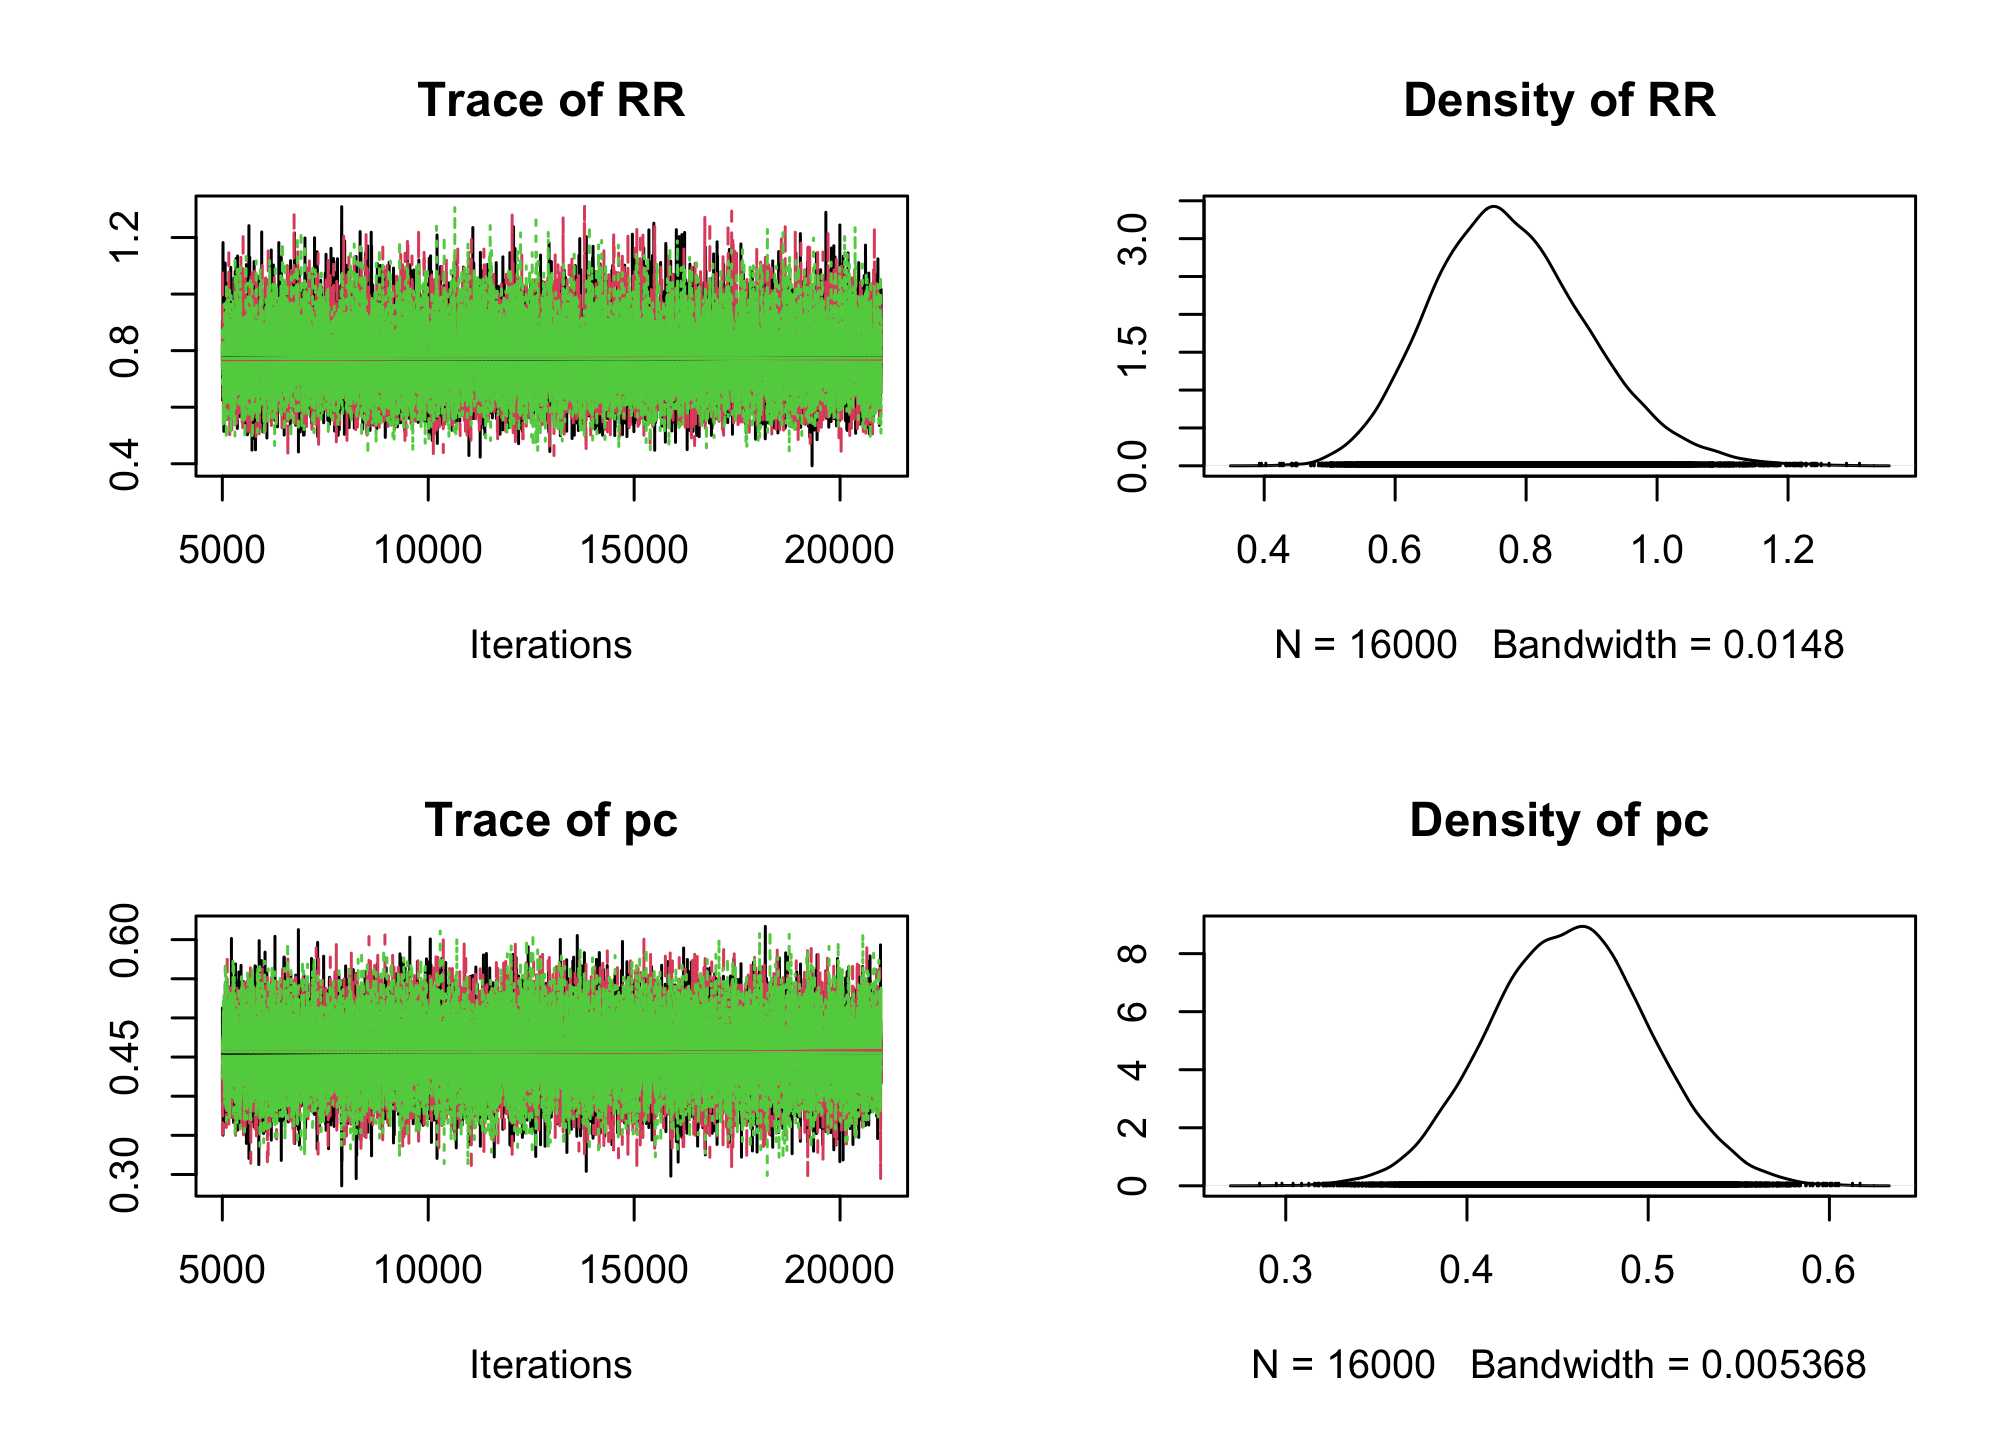 Trace of RR
1.2
0.8
0.4
5000 10000 15000 20000
Iterations
Density of RR
3.0
1.5
0.0
0.4 0.6 0.8 1.0 1.2
N = 16000 Bandwidth = 0.0148
Trace of pc
0.60
0.45
0.30
5000 10000 15000 20000
Iterations
Density of pc
8
6
4
2
0
0.3 0.4 0.5 0.6
N = 16000 Bandwidth = 0.005368